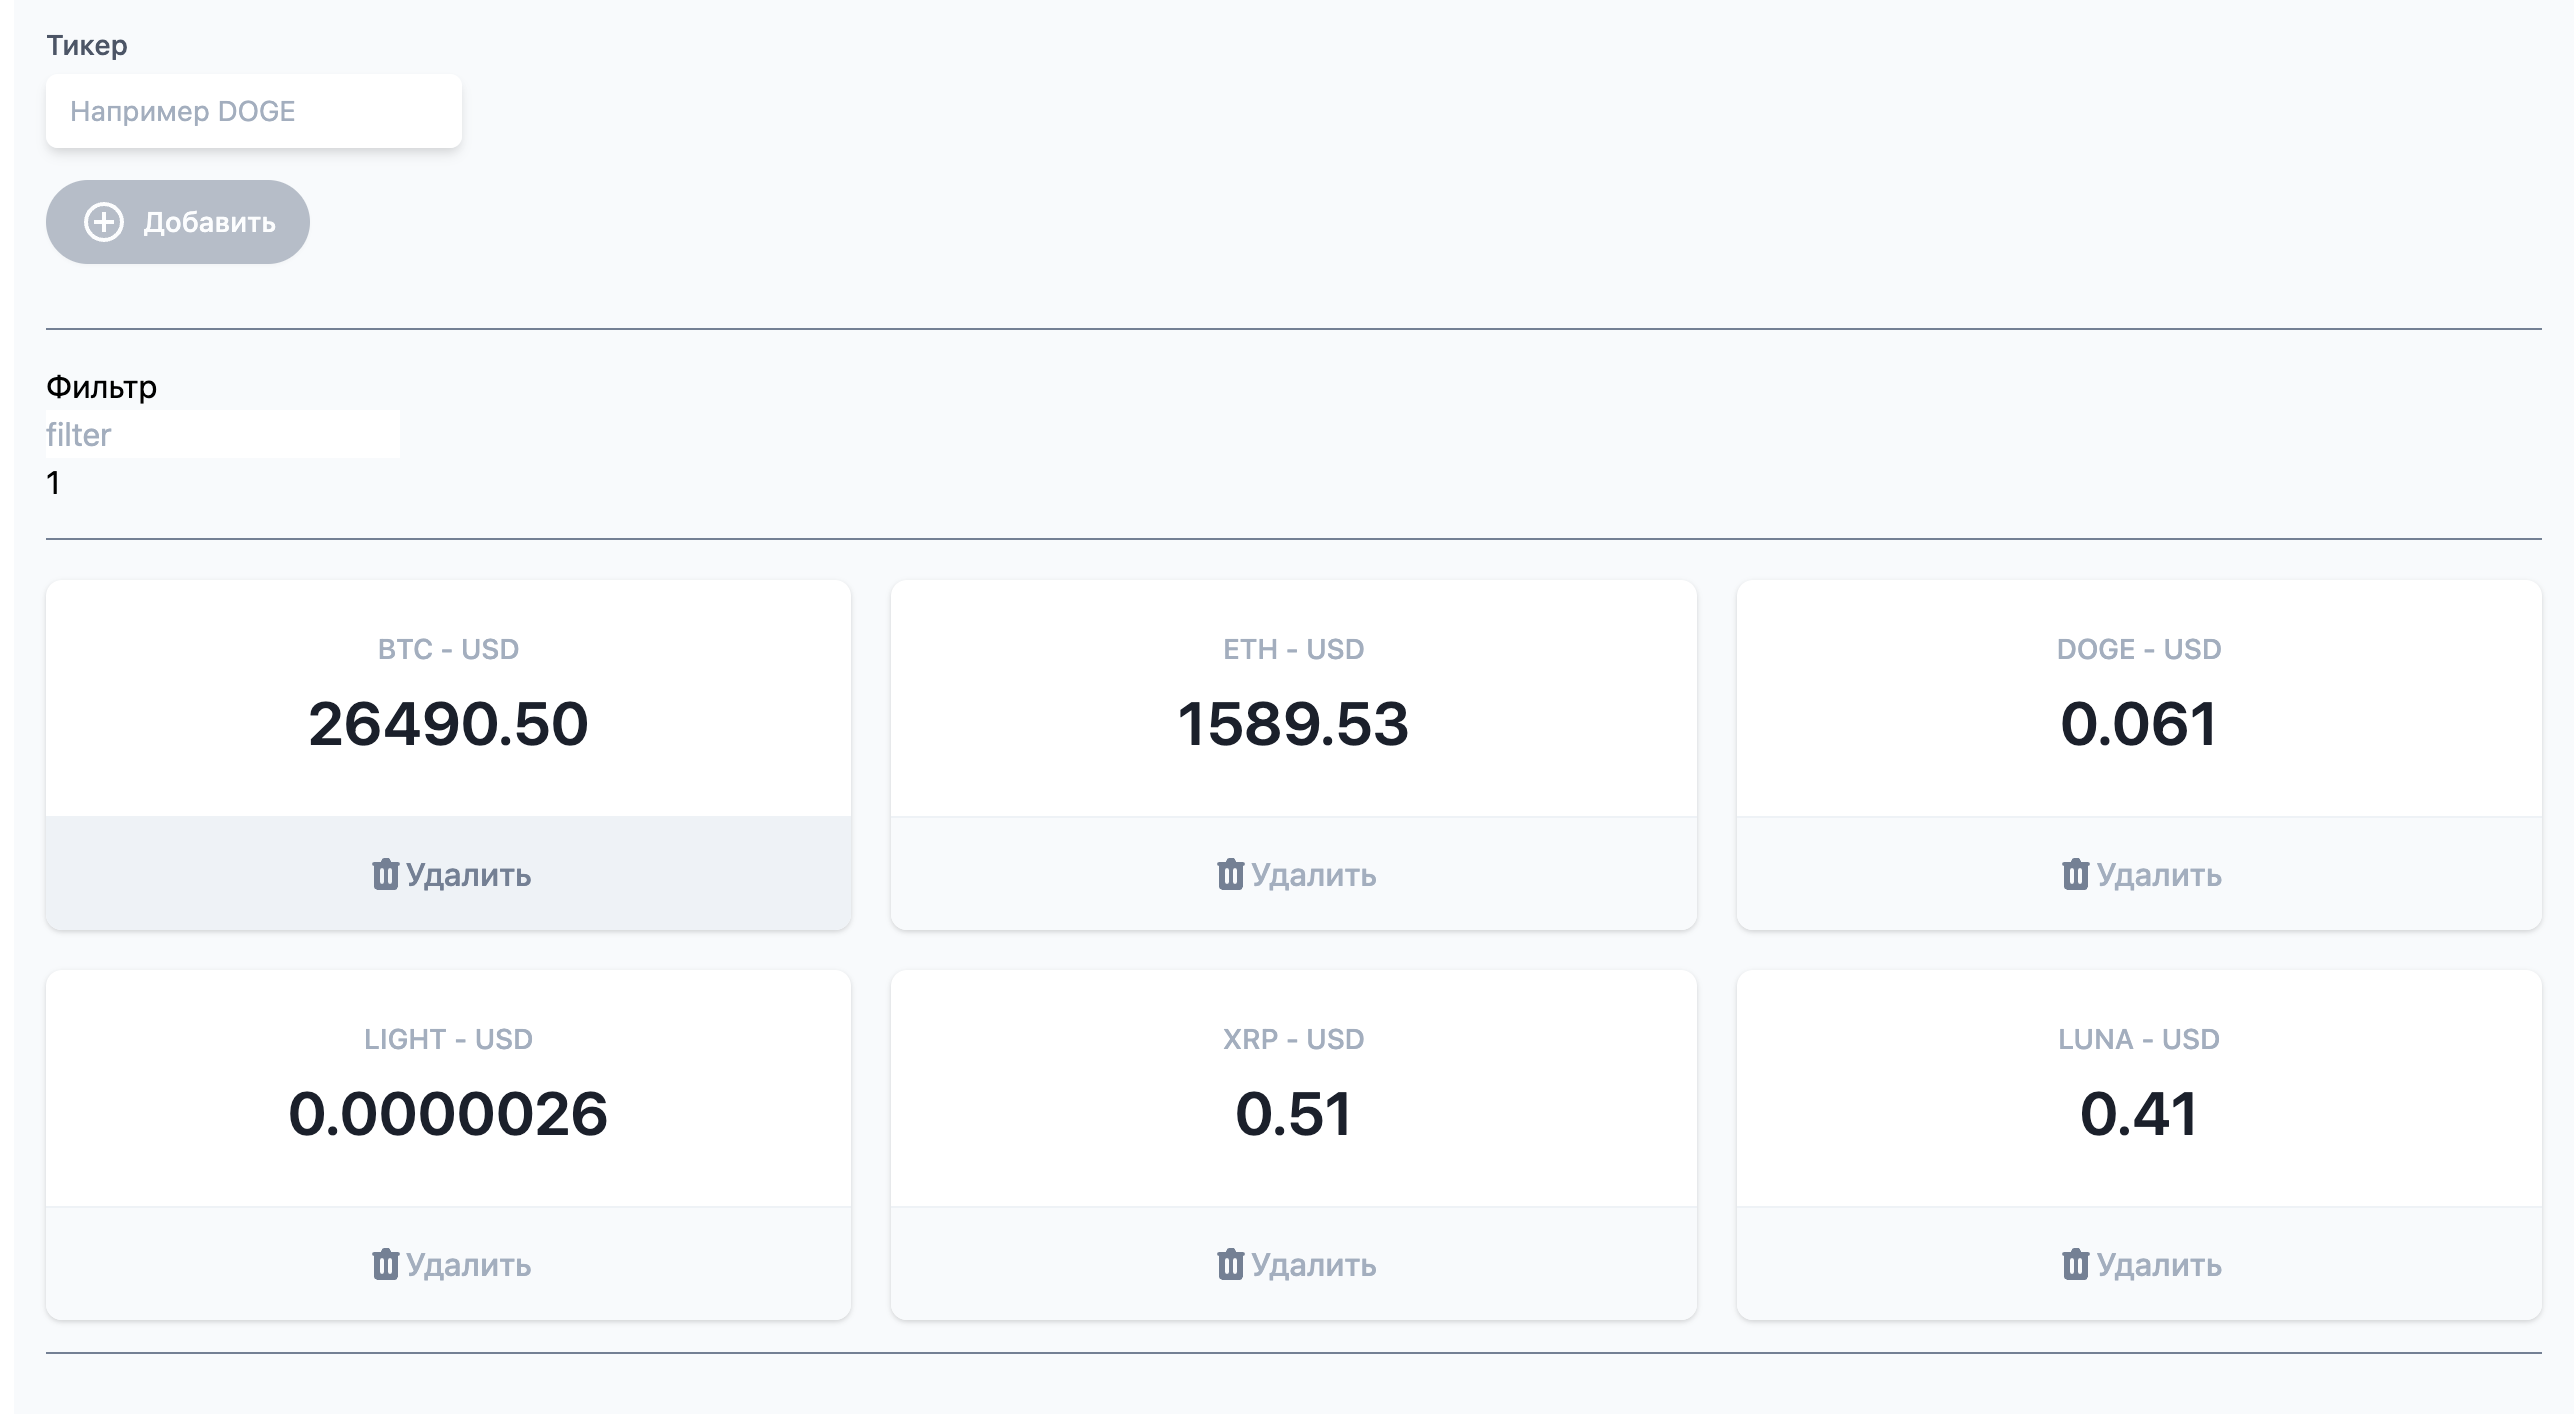 Тикер
Например DOGE
Добавить
Фильтр
filter
1
BTC - USD
26490.50
Удалить
ETH - USD
1589.53
Удалить
DOGE - USD
0.061
Удалить
LIGHT - USD
0.0000026
Удалить
XRP - USD
0.51
Удалить
LUNA - USD
0.41
Удалить